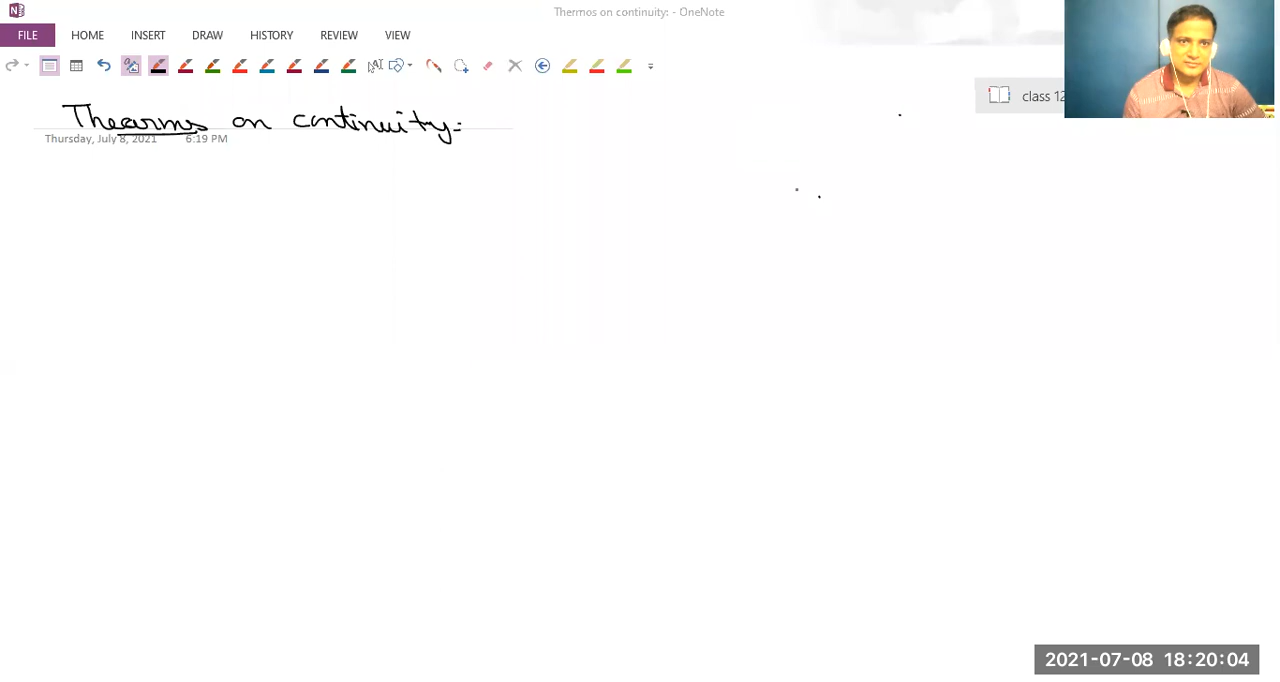 Thermos on continuity: - OneNote
FILE HOME INSERT DRAW HISTORY REVIEW VIEW
class 12
Thearms on continuity:-
Thursday, July 8, 2021 6:19 PM
2021-07-08 18:20:04